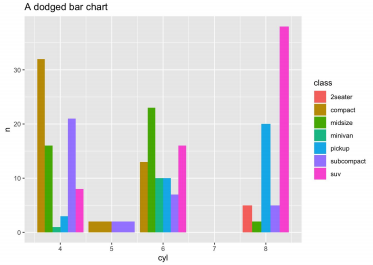 A dodged bar chart
n
30
20
10
0
4
5
6
7
8
cyl
class
2seater
compact
midsize
minivan
pickup
subcompact
suv